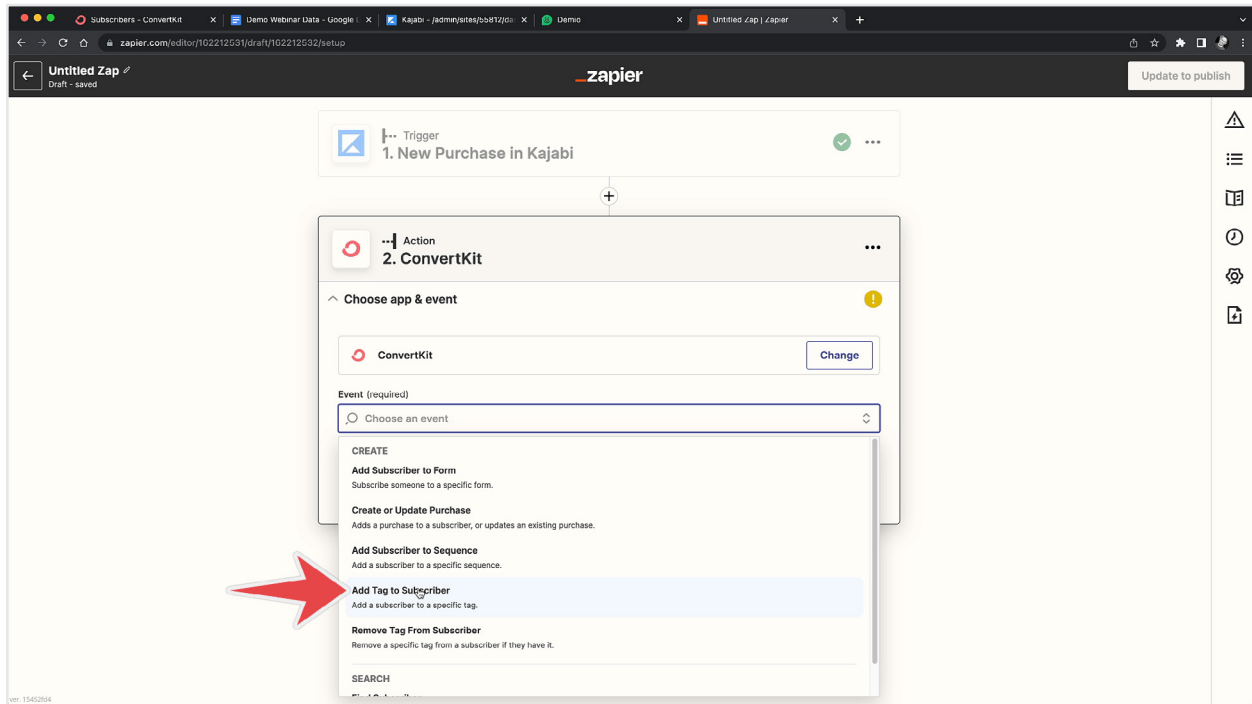 Subscribers - ConvertKit
Demo Webinar Data - Google
Kajabi - /admin/sites/55812/da
Demio
Untitled Zap | Zapier
zapier.com/editor/102212531/draft/102212532/setup
Untitled Zap
Draft - saved
_zapier
Update to publish
Trigger
1. New Purchase in Kajabi
Action
2. ConvertKit
Choose app & event
ConvertKit
Change
Event (required)
Choose an event
CREATE
Add Subscriber to Form
Subscribe someone to a specific form.
Create or Update Purchase
Adds a purchase to a subscriber, or updates an existing purchase.
Add Subscriber to Sequence
Add a subscriber to a specific sequence.
Add Tag to Subscriber
Add a subscriber to a specific tag.
Remove Tag From Subscriber
Remove a specific tag from a subscriber if they have it.
SEARCH
ver. 15452fd4